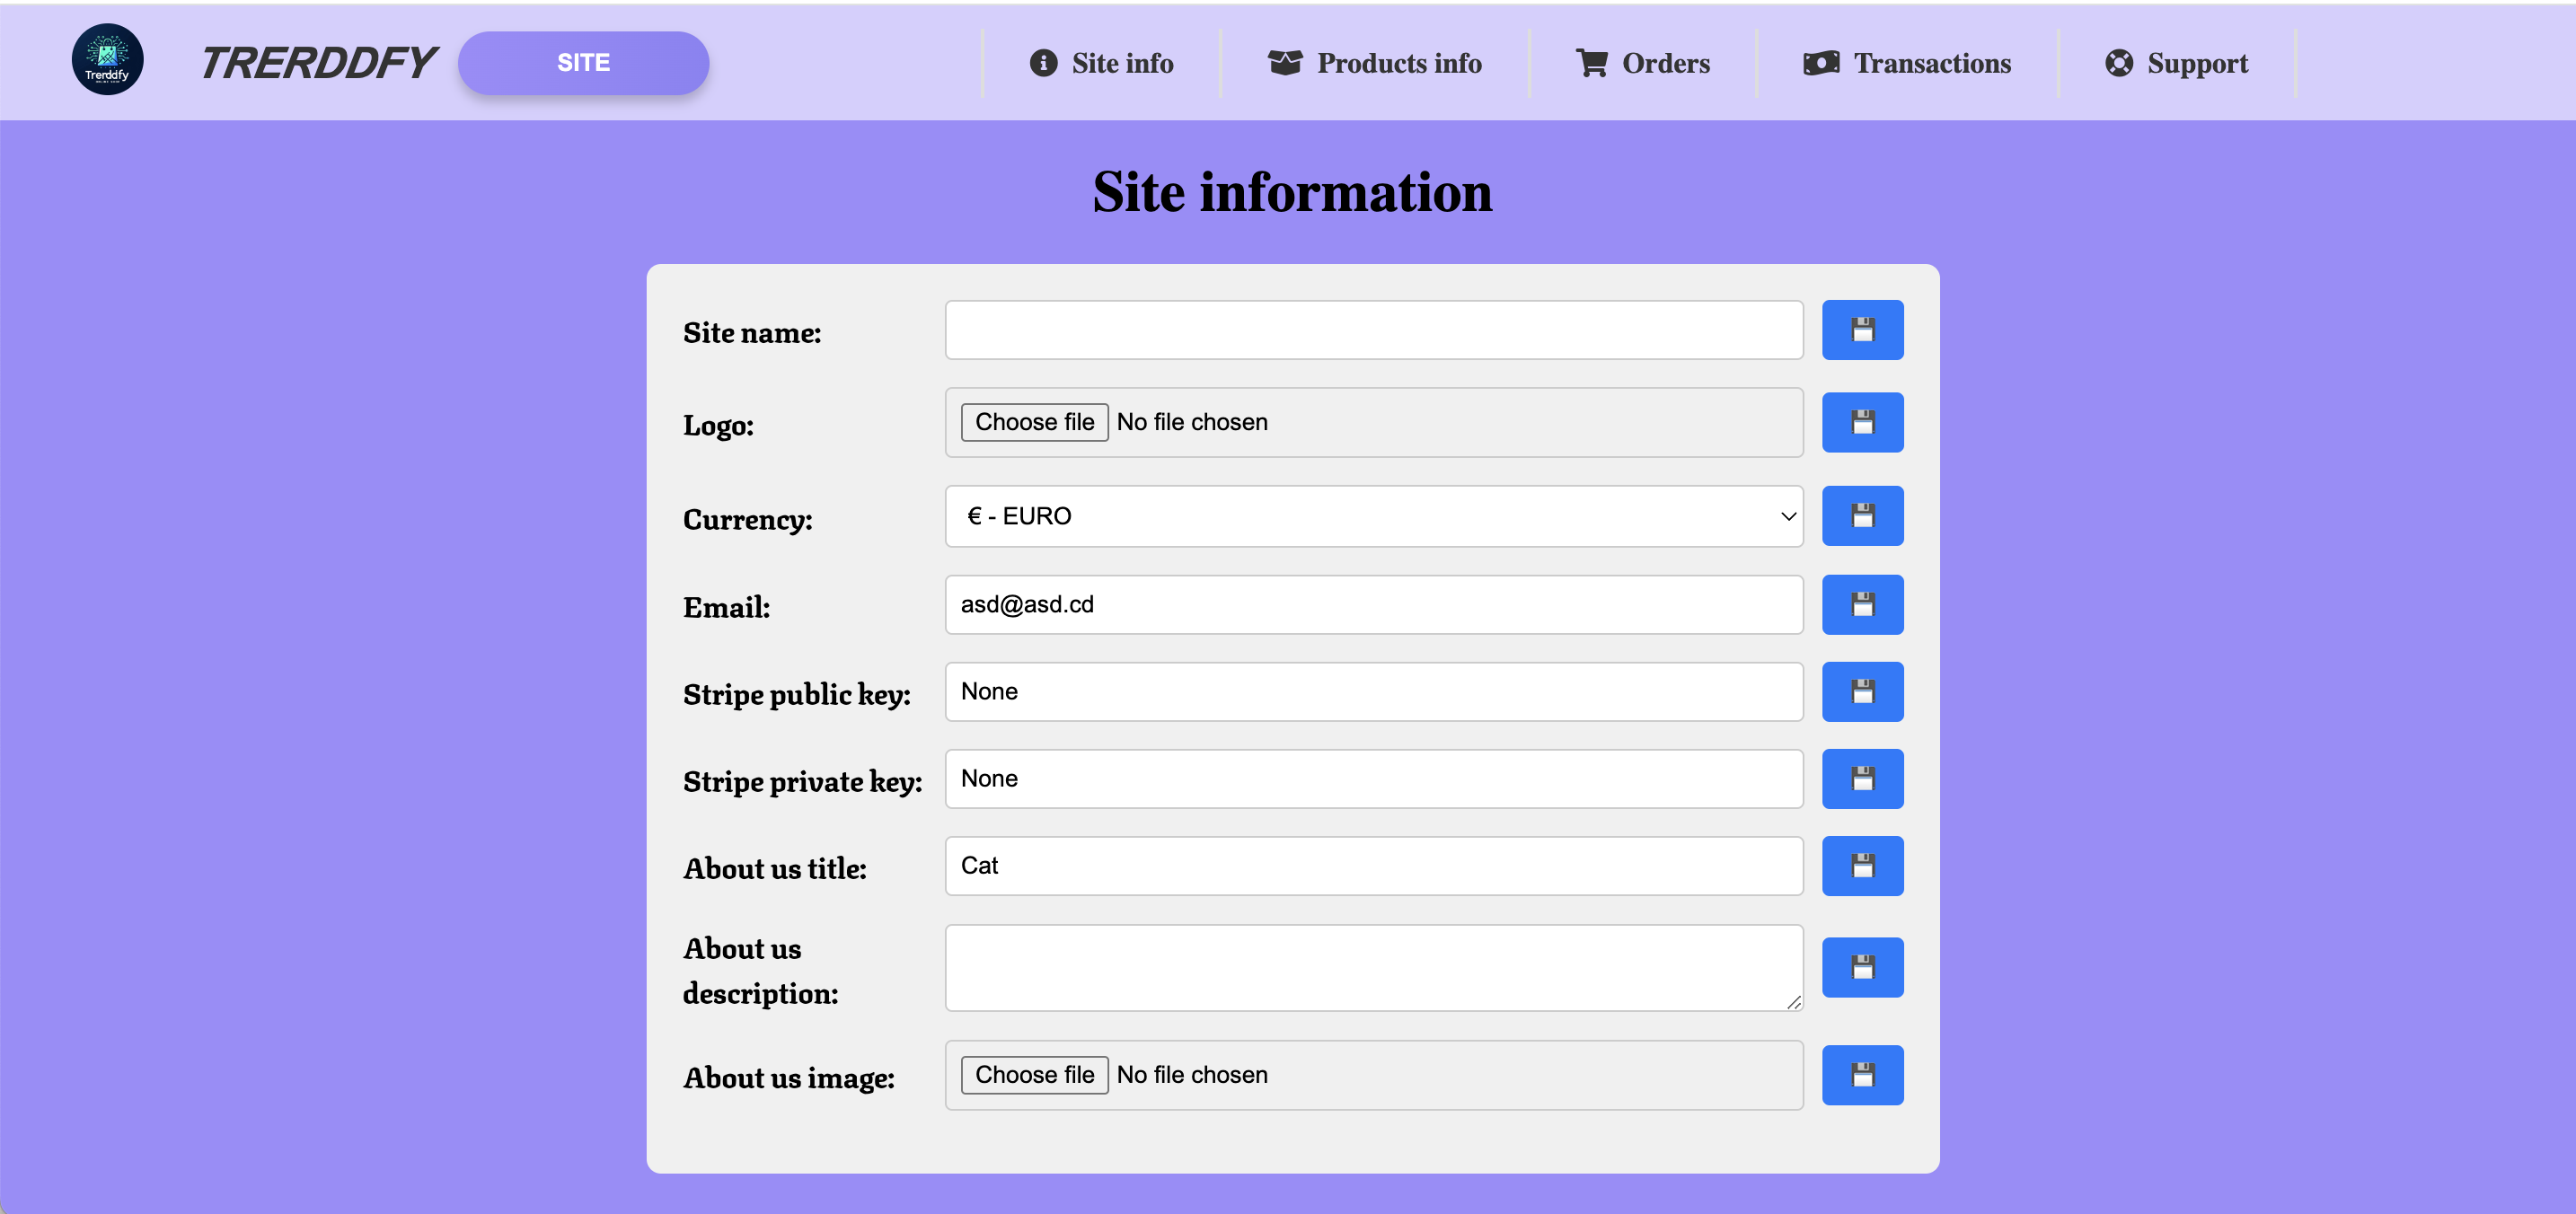 Trerddfy
TRERDDFY
SITE
Site info
Products info
Orders
Transactions
Support
Site information
Site name:
Logo:
Choose file No file chosen
Currency:
€ - EURO
Email:
asd@asd.cd
Stripe public key:
None
Stripe private key:
None
About us title:
Cat
About us
description:
About us image:
Choose file No file chosen